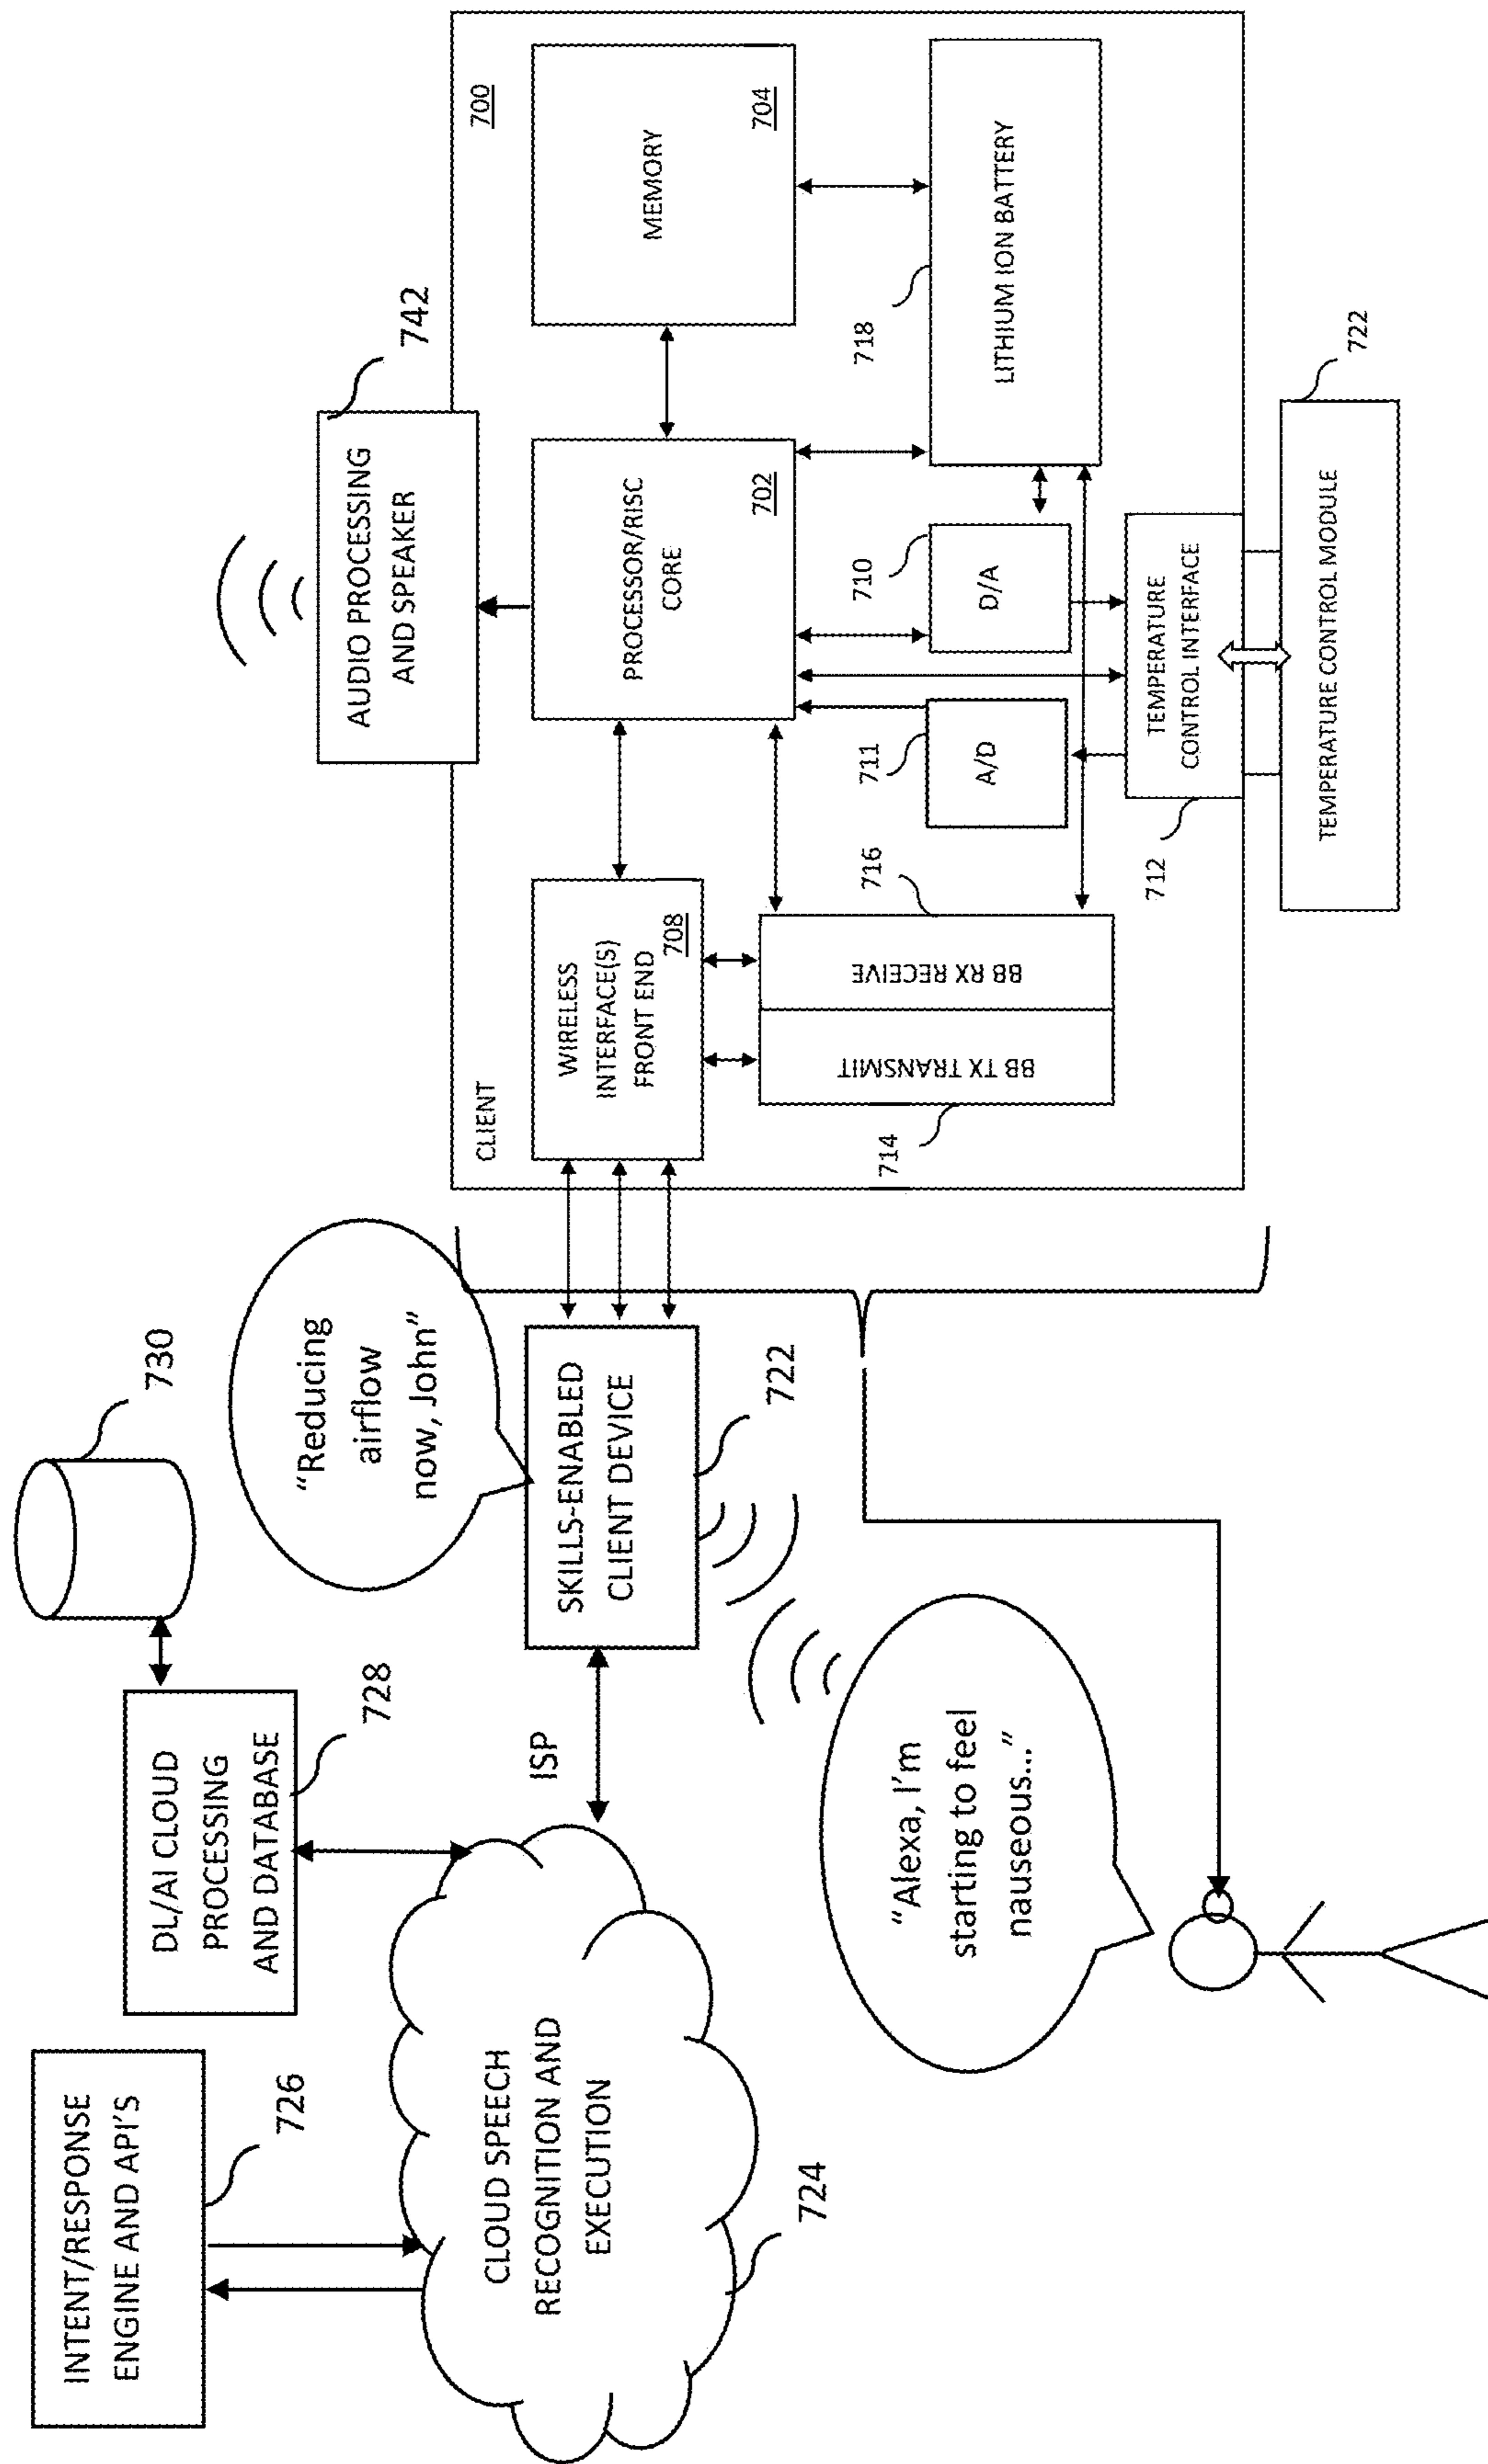 INTENT/RESPONSE
ENGINE AND API'S
726
DL/AI CLOUD
PROCESSING
AND DATABASE
728
730
CLOUD SPEECH
RECOGNITION AND
EXECUTION
724
ISP
"Reducing
airflow
now, John"
SKILLS-ENABLED
CLIENT DEVICE
722
"Alexa, I'm
starting to feel
nauseous..."
AUDIO PROCESSING
AND SPEAKER
742
CLIENT
700
WIRELESS
INTERFACE(S)
FRONT END
708
PROCESSOR/RISC
CORE
702
MEMORY
704
BB TX TRANSMIT
714
BB RX RECEIVE
716
A/D
711
D/A
710
LITHIUM ION BATTERY
718
TEMPERATURE
CONTROL INTERFACE
712
TEMPERATURE CONTROL MODULE
722